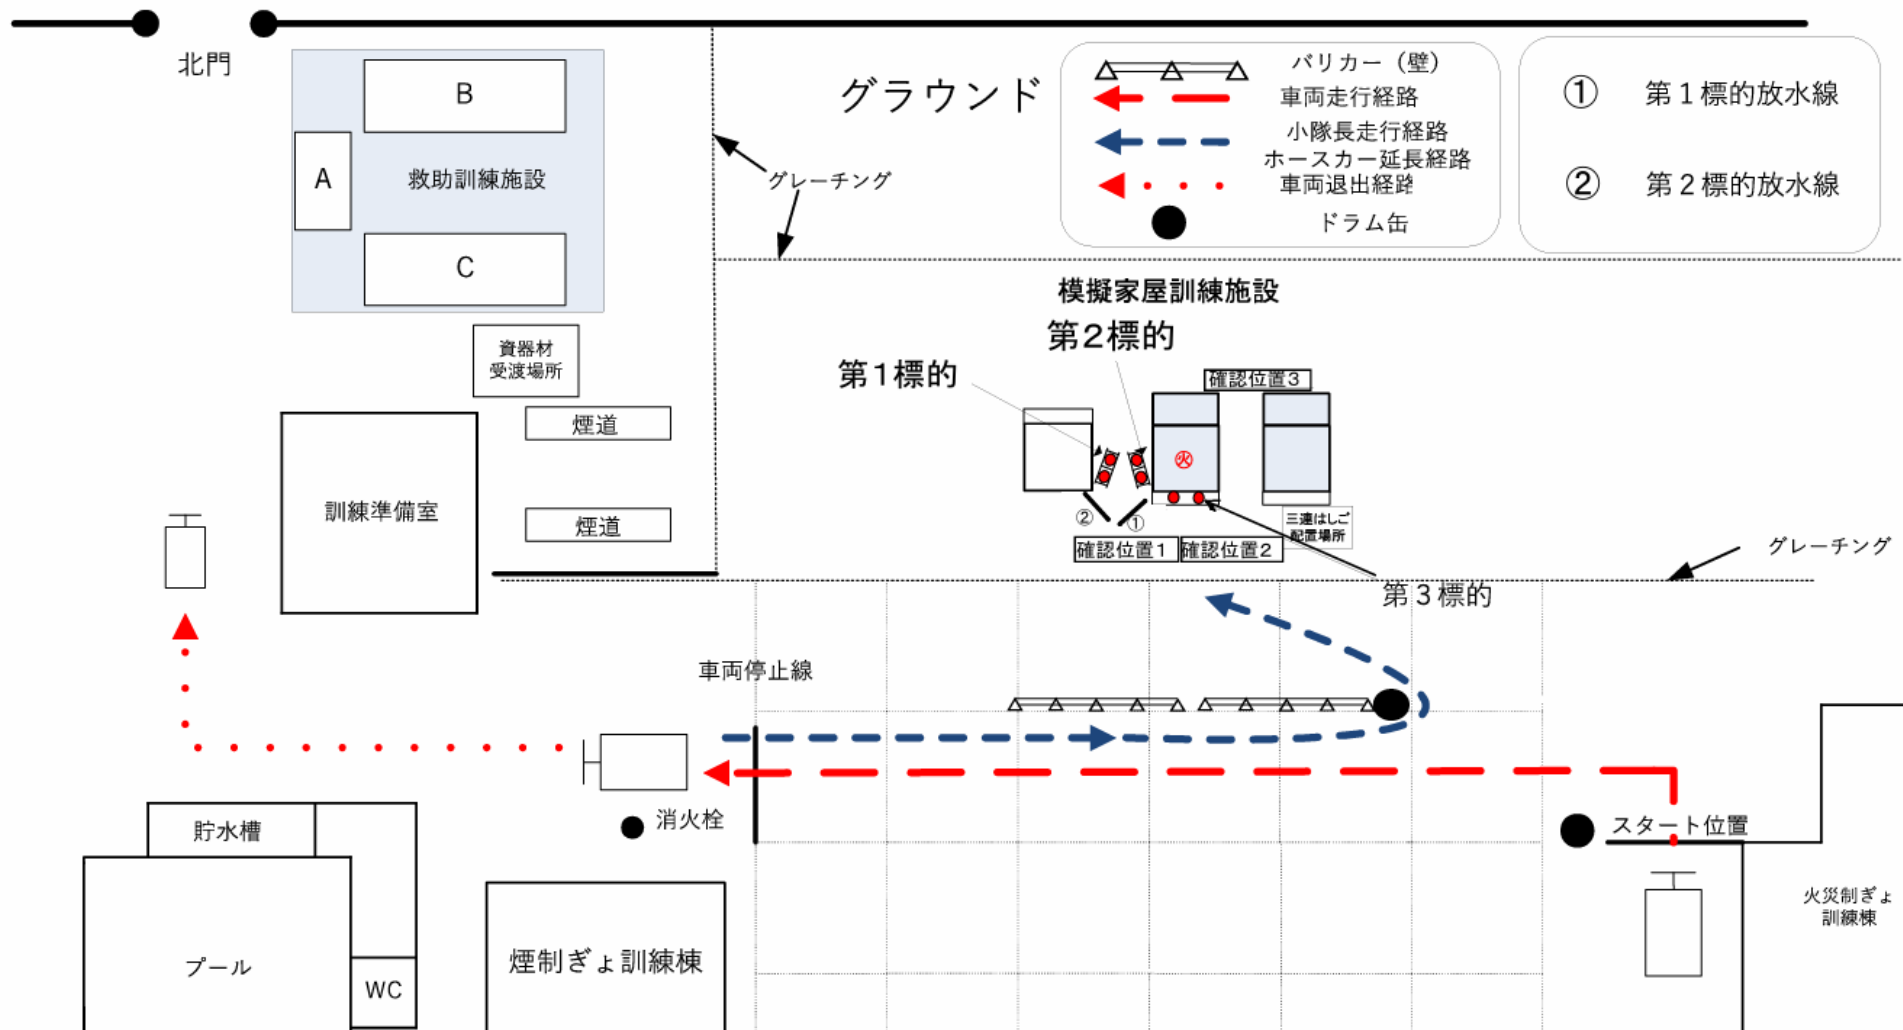 北門
B
A
救助訓練施設
C
資器材
受渡場所
煙道
訓練準備室
煙道
グラウンド
グレーチング
バリカー（壁）
車両走行経路
小隊長走行経路
ホースカー延長経路
車両退出経路
ドラム缶
① 第１標的放水線
② 第２標的放水線
模擬家屋訓練施設
第2標的
第1標的
確認位置3
火
②
①
三連はしご
配置場所
確認位置1
確認位置2
グレーチング
第３標的
車両停止線
消火栓
スタート位置
貯水槽
プール
WC
煙制ぎょ訓練棟
火災制ぎょ
訓練棟